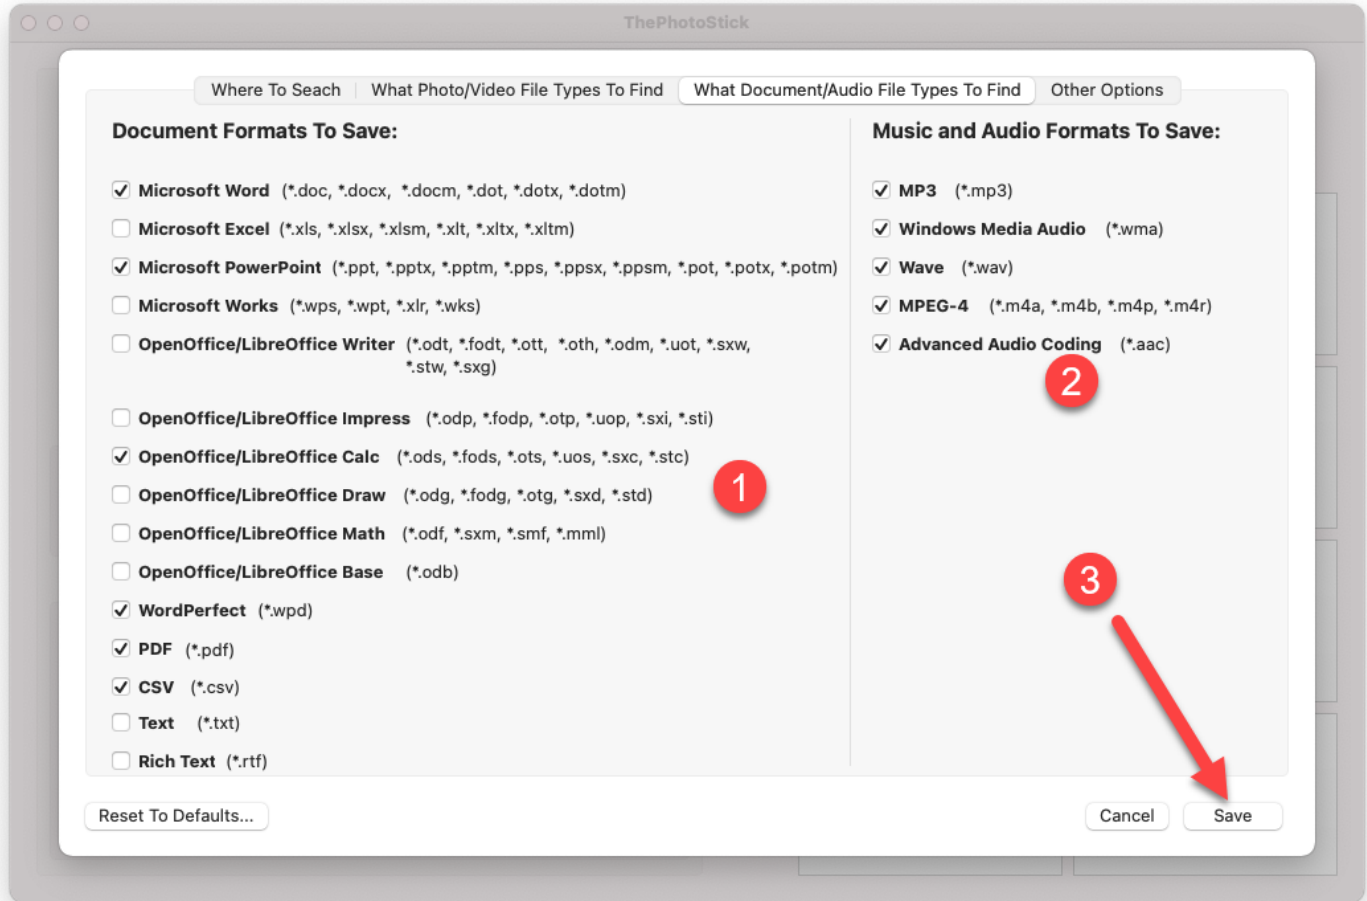 ThePhotoStick
Where To Seach What Photo/Video File Types To Find What Document/Audio File Types To Find Other Options
Document Formats To Save:
Microsoft Word (*.doc, *.docx, *.docm, *.dot, *.dotx, *.dotm)
Microsoft Excel (*.xls, *.xlsx, *.xlsm, *.xlt, *.xltx, *.xltm)
Microsoft PowerPoint (*.ppt, *.pptx, *.pptm, *.pps, *.ppsx, *.ppsm, *.pot, *.potx, *.potm)
Microsoft Works (*.wps, *.wpt, *.xlr, *.wks)
OpenOffice/LibreOffice Writer (*.odt, *.fodt, *.ott, *.oth, *.odm, *.uot, *.sxw,
*.stw, *.sxg)
OpenOffice/LibreOffice Impress (*.odp, *.fodp, *.otp, *.uop, *.sxi, *.sti)
OpenOffice/LibreOffice Calc (*.ods, *.fods, *.ots, *.uos, *.sxc, *.stc)
OpenOffice/LibreOffice Draw (*.odg, *.fodg, *.otg, *.sxd, *.std)
OpenOffice/LibreOffice Math (*.odf, *.sxm, *.smf, *.mml)
OpenOffice/LibreOffice Base (*.odb)
WordPerfect (*.wpd)
PDF (*.pdf)
CSV (*.csv)
Text (*.txt)
Rich Text (*.rtf)
1
Music and Audio Formats To Save:
MP3 (*.mp3)
Windows Media Audio (*.wma)
Wave (*.wav)
MPEG-4 (*.m4a, *.m4b, *.m4p, *.m4r)
Advanced Audio Coding (*.aac)
2
3
Reset To Defaults... Cancel Save